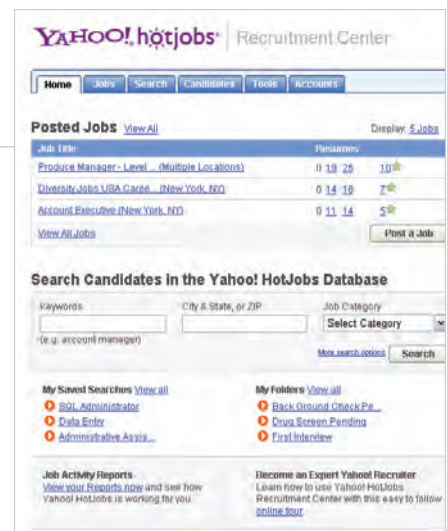 YAHOO! hotjobs Recruitment Center
Home Jobs Search Candidates Tools Accounts
Posted Jobs View All Display: 5 Jobs
Job Title Resumes
Produce Manager - Level ... (Multiple Locations) 0 19 25 10
Diversity Jobs USA Caree... (New York, NY) 0 14 18 7
Account Executive (New York, NY) 0 11 14 5
View All Jobs Post a Job
Search Candidates in the Yahoo! HotJobs Database
Keywords City & State, or ZIP Job Category
Select Category
(e.g. account manager)
More search options Search
My Saved Searches View all My Folders View all
SQL Administrator Back Ground Check Pe...
Data Entry Drug Screen Pending
Administrative Assis... First Interview
Job Activity Reports Become an Expert Yahoo! Recruiter
View your Reports now and see how Learn how to use Yahoo! HotJobs
Yahoo! HotJobs is working for you. Recruitment Center with this easy to follow
online tour